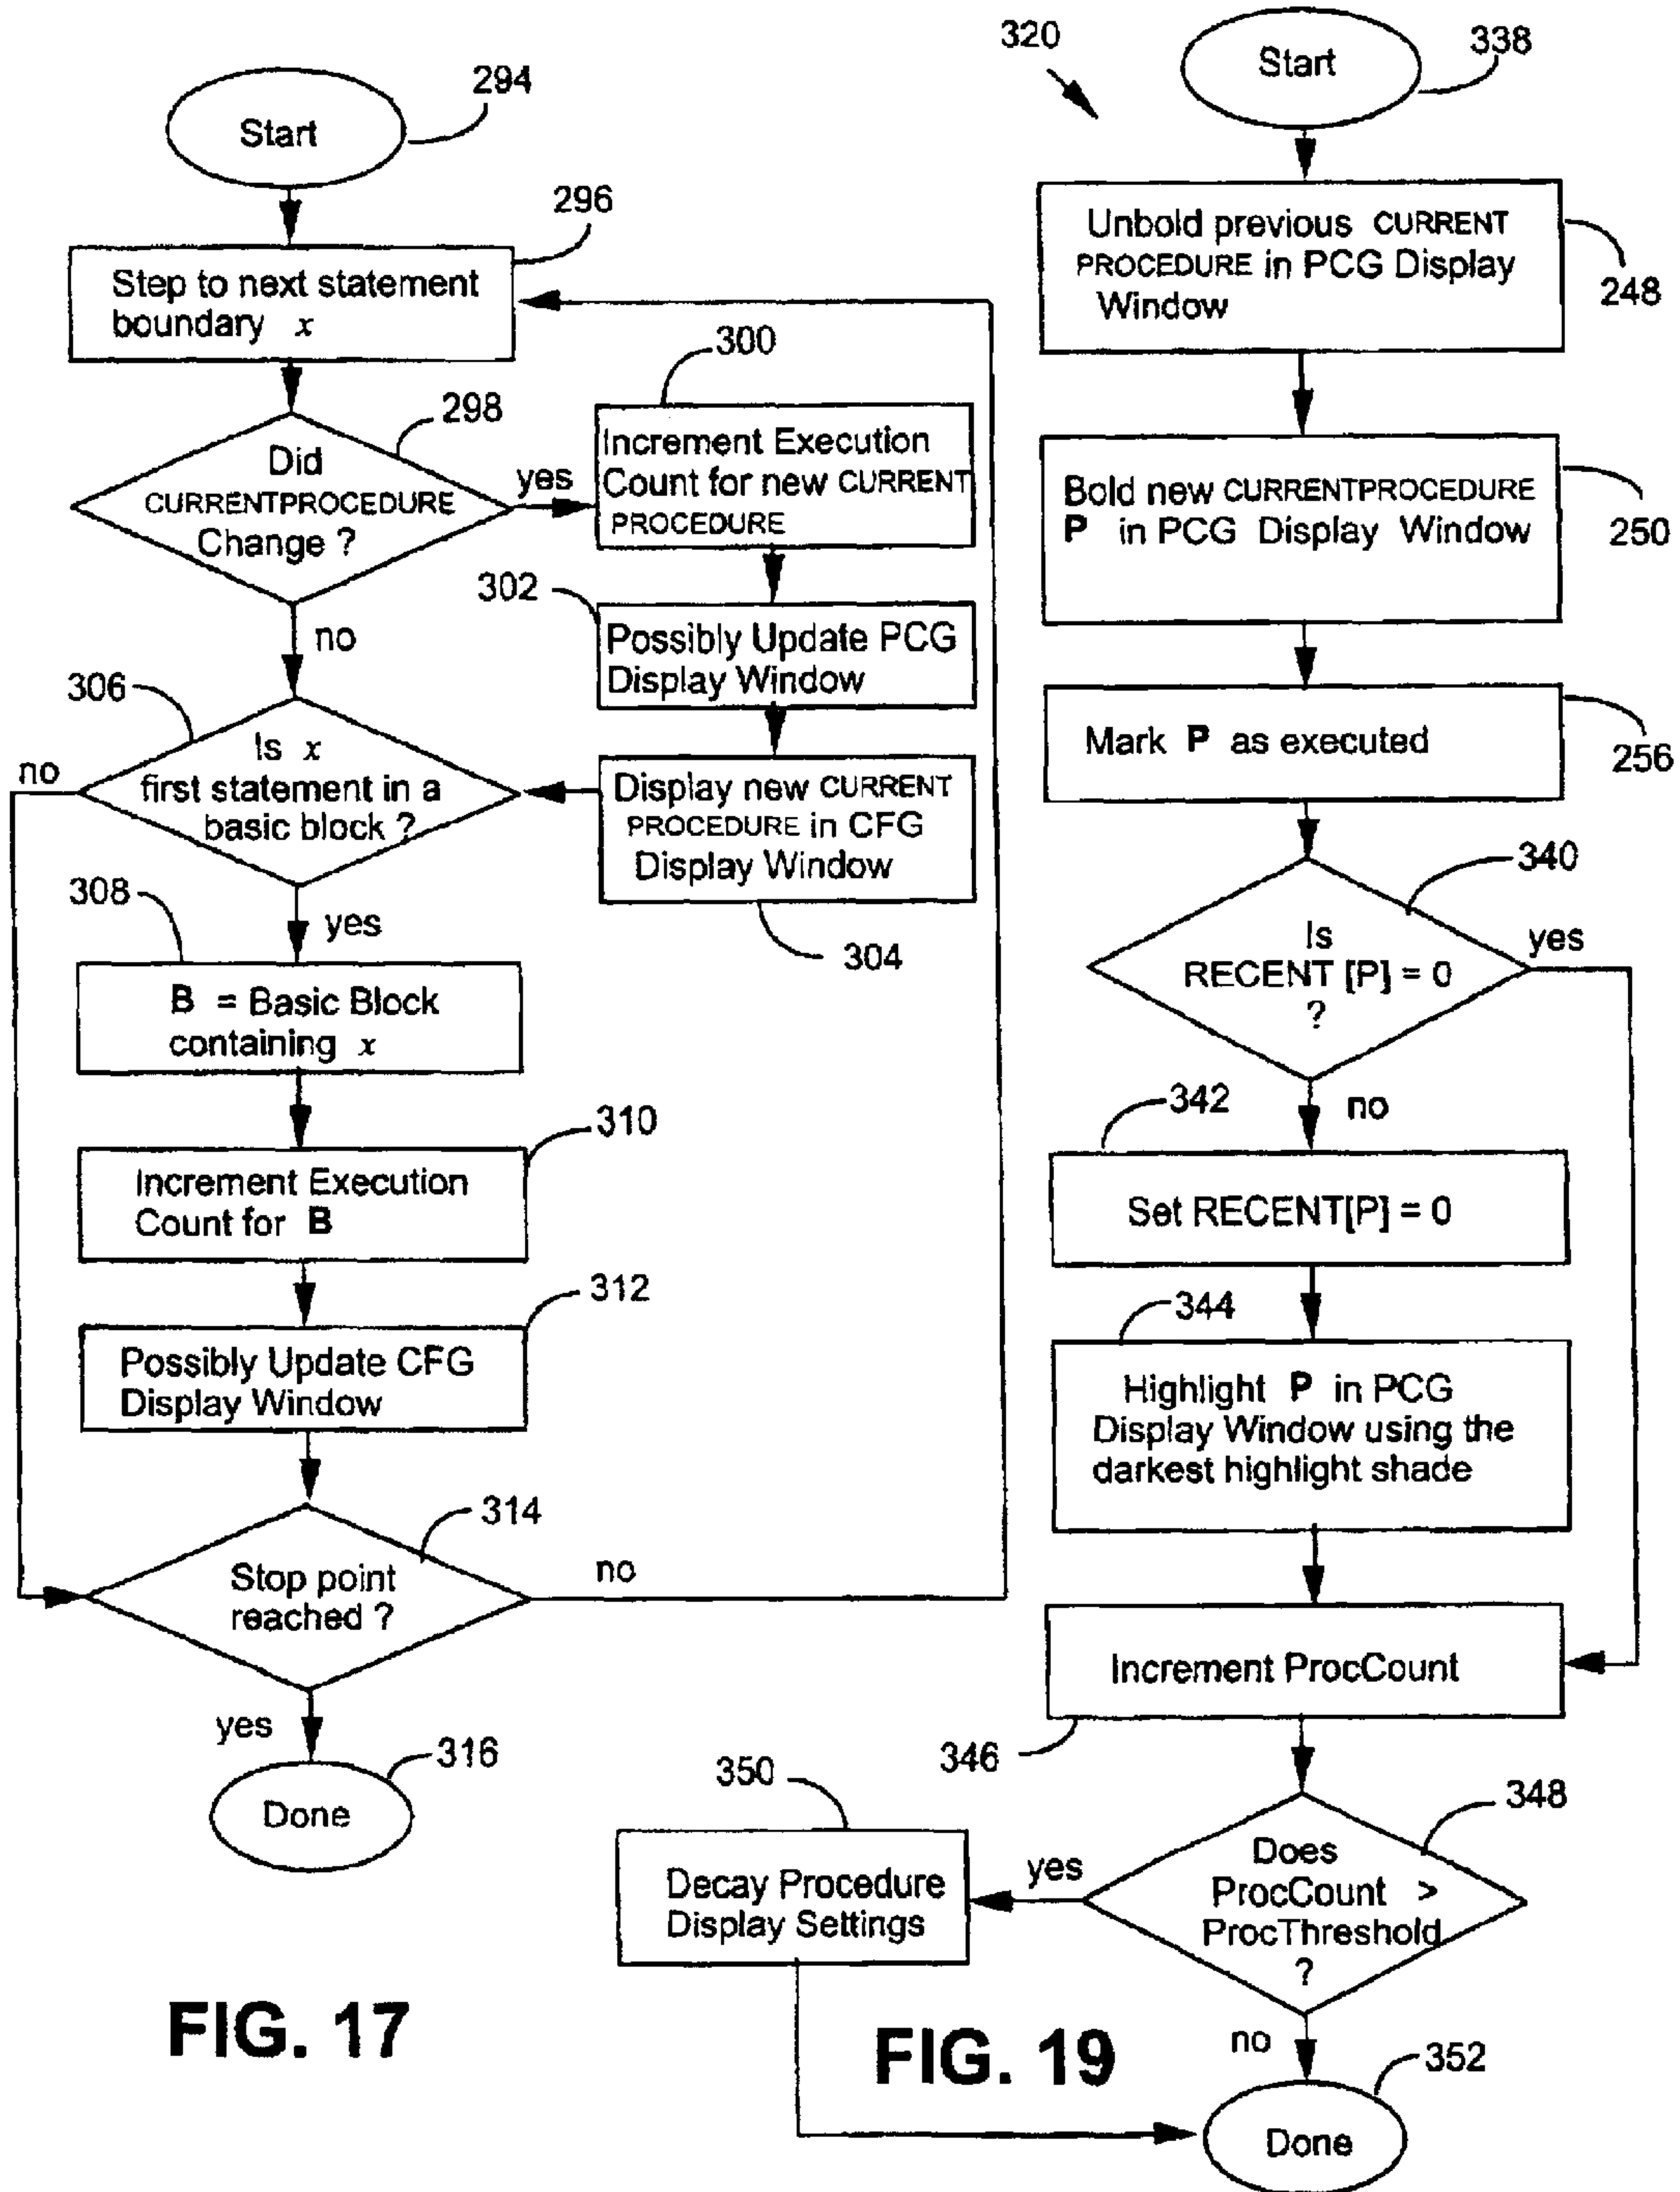 294
Start
296
Step to next statement
boundary x
298
Did
CURRENTPROCEDURE
Change ?
yes
no
300
Increment Execution
Count for new CURRENT
PROCEDURE
302
Possibly Update PCG
Display Window
Display new CURRENT
PROCEDURE in CFG
Display Window
304
306
Is x
first statement in a
basic block ?
no
yes
308
B = Basic Block
containing x
310
Increment Execution
Count for B
312
Possibly Update CFG
Display Window
314
Stop point
reached ?
no
yes
316
Done
FIG. 17
320
338
Start
Unbold previous CURRENT
PROCEDURE in PCG Display
Window
248
Bold new CURRENTPROCEDURE
P in PCG Display Window
250
Mark P as executed
256
340
Is
RECENT [P] = 0
?
yes
no
342
Set RECENT[P] = 0
344
Highlight P in PCG
Display Window using the
darkest highlight shade
Increment ProcCount
346
348
Does
ProcCount >
ProcThreshold
?
yes
350
Decay Procedure
Display Settings
no
352
Done
FIG. 19